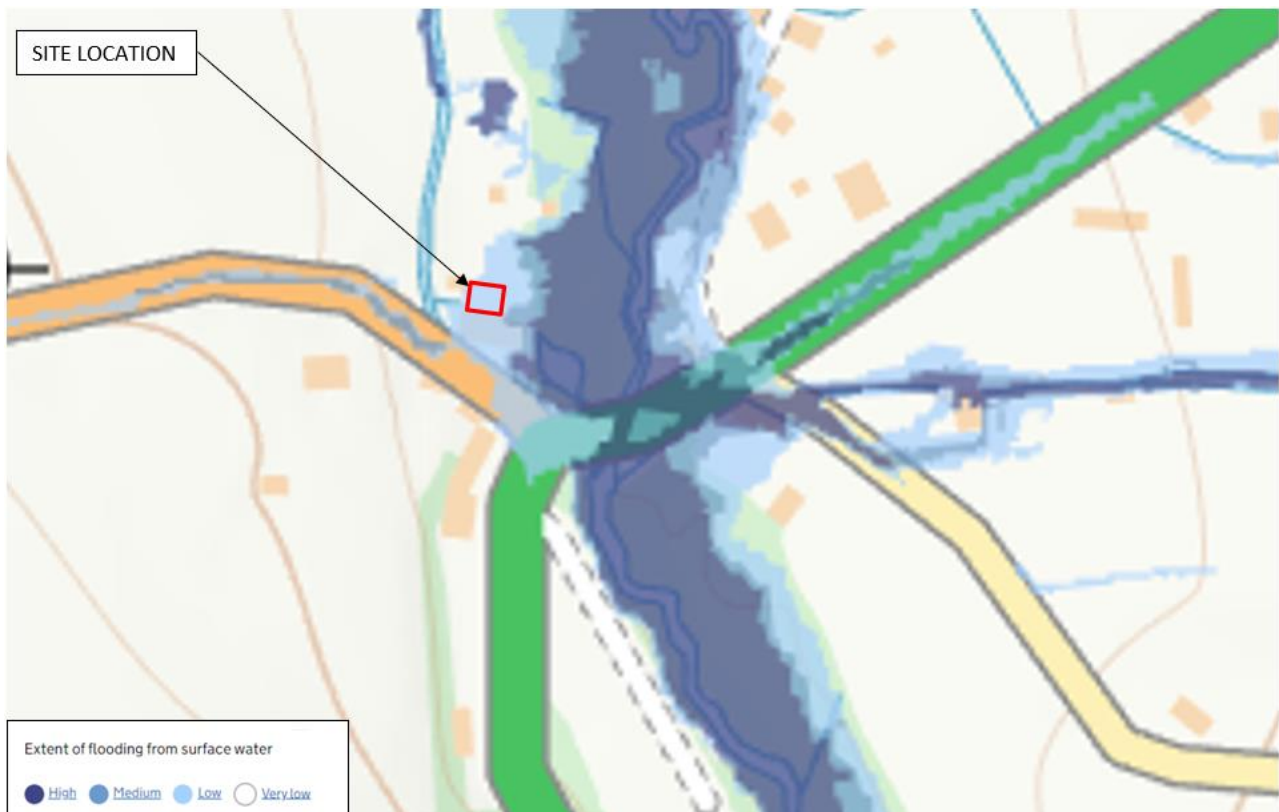 SITE LOCATION
Extent of flooding from surface water
High Medium Low Very low